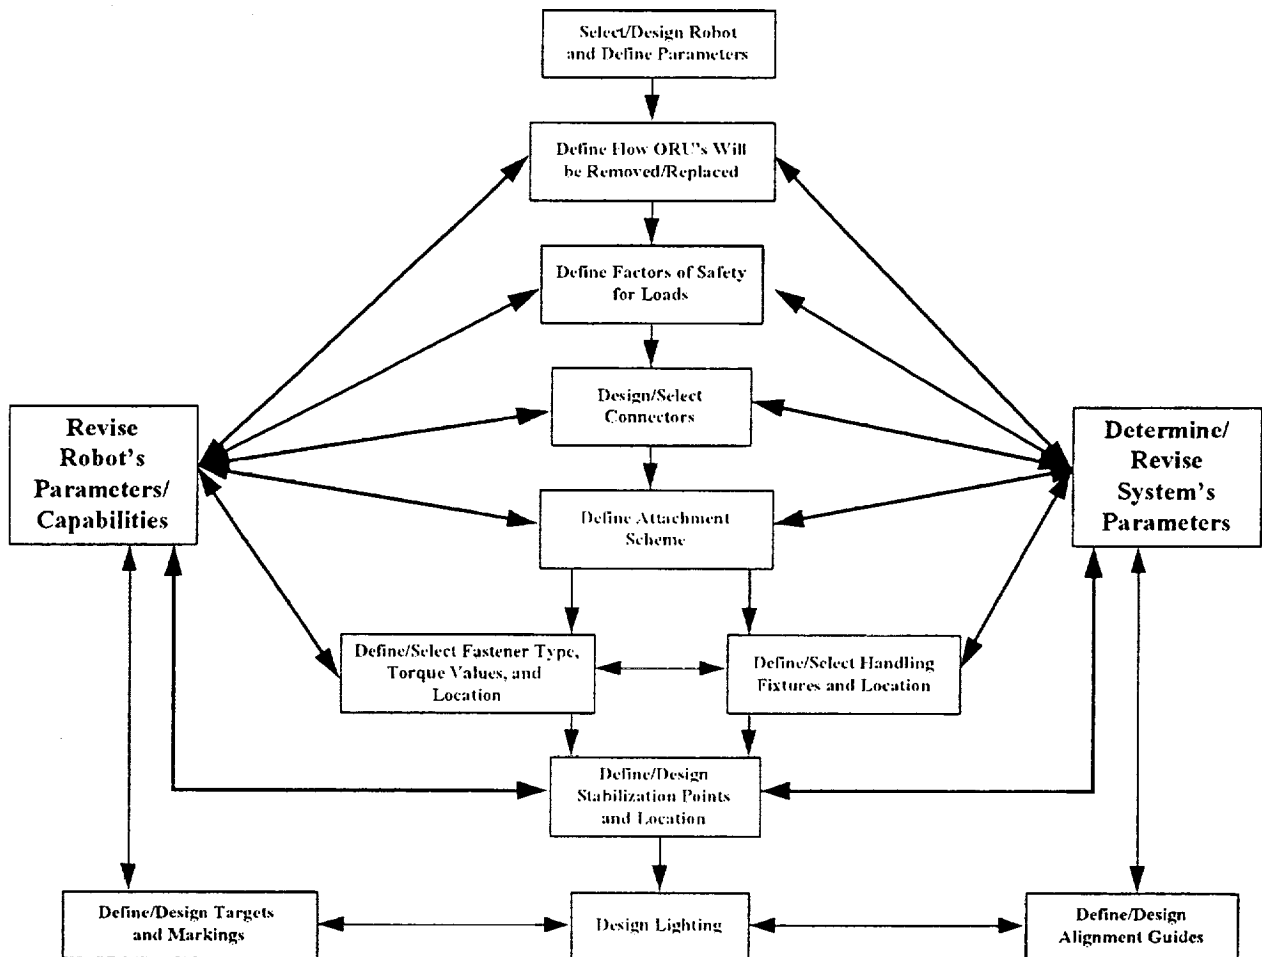 Select/Design Robot
and Define Parameters
Define How ORU's Will
be Removed/Replaced
Define Factors of Safety
for Loads
Design/Select
Connectors
Revise
Robot's
Parameters/
Capabilities
Determine/
Revise
System's
Parameters
Define Attachment
Scheme
Define/Select Fastener Type,
Torque Values, and
Location
Define/Select Handling
Fixtures and Location
Define/Design
Stabilization Points
and Location
Define/Design Targets
and Markings
Design Lighting
Define/Design
Alignment Guides